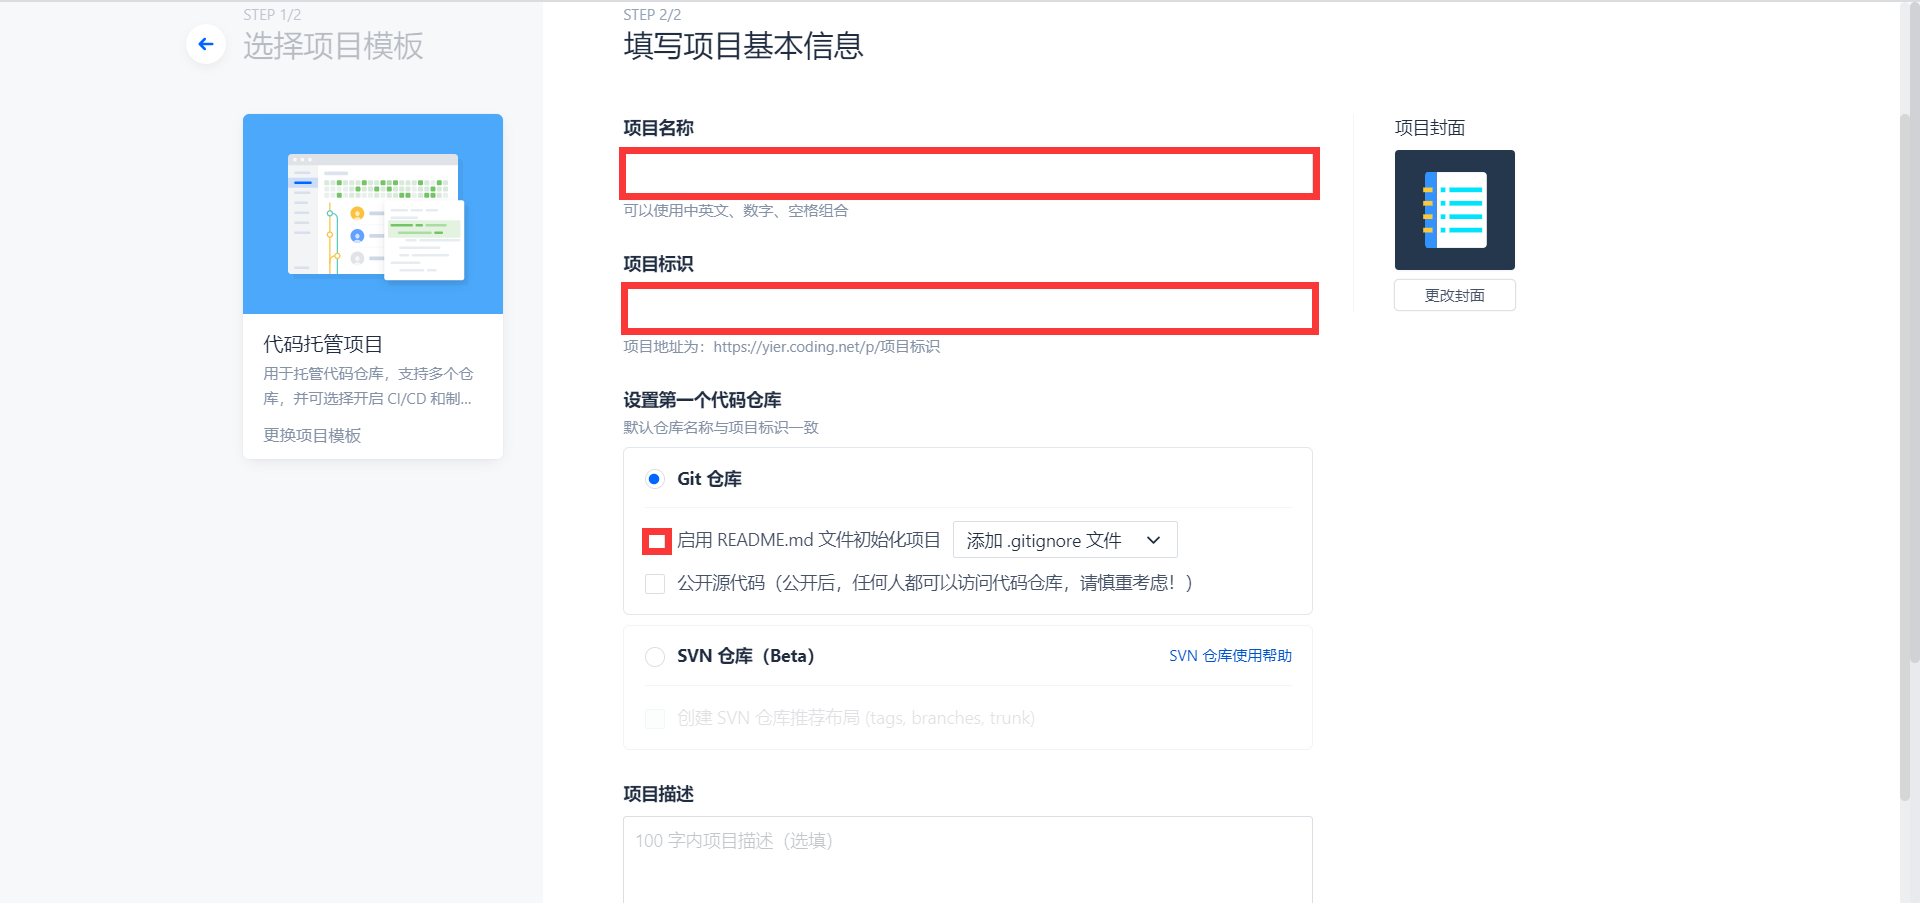 STEP 1/2
选择项目模板
代码托管项目
用于托管代码仓库，支持多个仓
库，并可选择开启 CI/CD 和制...
更换项目模板
STEP 2/2
填写项目基本信息
项目名称
可以使用中英文、数字、空格组合
项目标识
项目地址为：https://yier.coding.net/p/项目标识
设置第一个代码仓库
默认仓库名称与项目标识一致
Git 仓库
启用 README.md 文件初始化项目
添加 .gitignore 文件
公开源代码（公开后，任何人都可以访问代码仓库，请慎重考虑！）
SVN 仓库（Beta）
SVN 仓库使用帮助
创建 SVN 仓库推荐布局 (tags, branches, trunk)
项目描述
100 字内项目描述（选填）
项目封面
更改封面